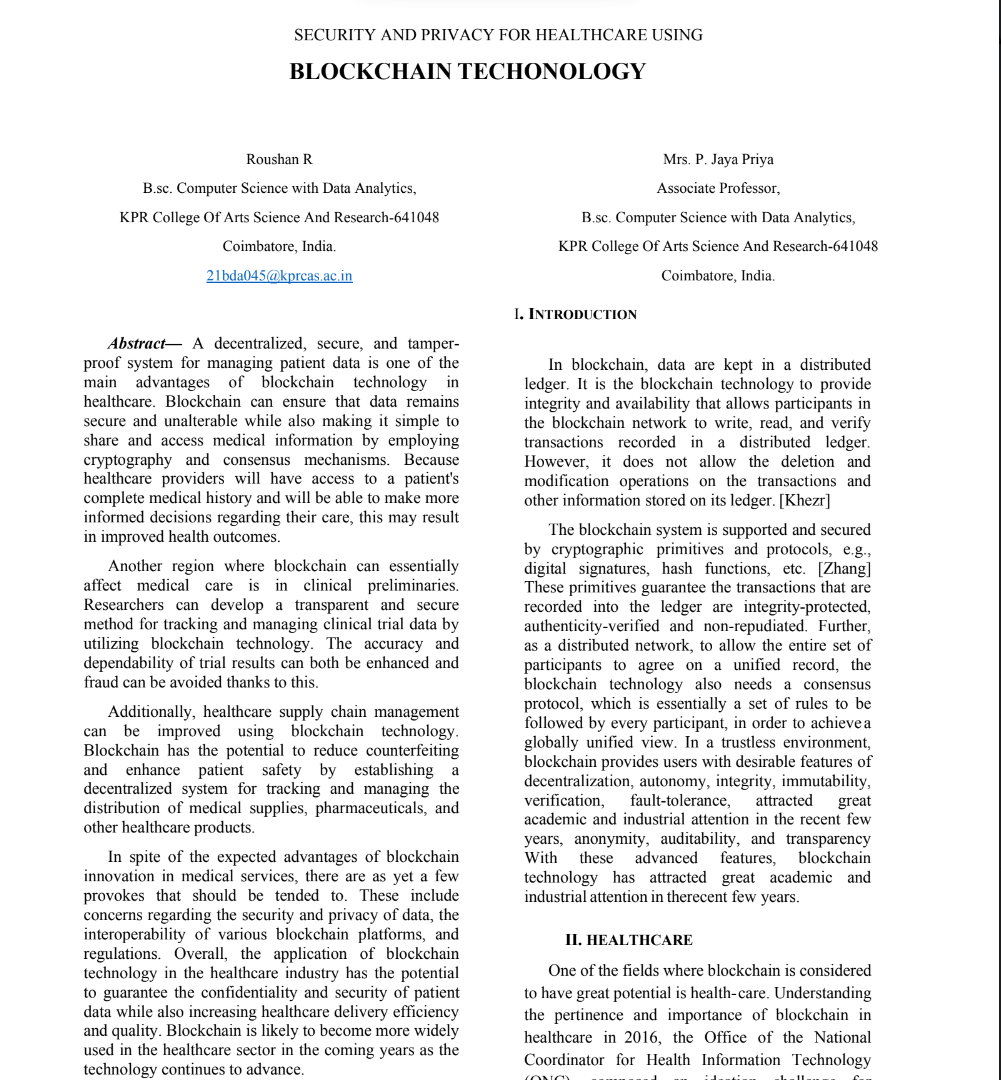 SECURITY AND PRIVACY FOR HEALTHCARE USING
BLOCKCHAIN TECHONOLOGY
Roushan R
B.sc. Computer Science with Data Analytics,
KPR College Of Arts Science And Research-641048
Coimbatore, India.
21bda045@kprcas.ac.in
Mrs. P. Jaya Priya
Associate Professor,
B.sc. Computer Science with Data Analytics,
KPR College Of Arts Science And Research-641048
Coimbatore, India.
Abstract— A decentralized, secure, and tamper-
proof system for managing patient data is one of the
main advantages of blockchain technology in
healthcare. Blockchain can ensure that data remains
secure and unalterable while also making it simple to
share and access medical information by employing
cryptography and consensus mechanisms. Because
healthcare providers will have access to a patient's
complete medical history and will be able to make more
informed decisions regarding their care, this may result
in improved health outcomes.
Another region where blockchain can essentially
affect medical care is in clinical preliminaries.
Researchers can develop a transparent and secure
method for tracking and managing clinical trial data by
utilizing blockchain technology. The accuracy and
dependability of trial results can both be enhanced and
fraud can be avoided thanks to this.
Additionally, healthcare supply chain management
can be improved using blockchain technology.
Blockchain has the potential to reduce counterfeiting
and enhance patient safety by establishing a
decentralized system for tracking and managing the
distribution of medical supplies, pharmaceuticals, and
other healthcare products.
In spite of the expected advantages of blockchain
innovation in medical services, there are as yet a few
provokes that should be tended to. These include
concerns regarding the security and privacy of data, the
interoperability of various blockchain platforms, and
regulations. Overall, the application of blockchain
technology in the healthcare industry has the potential
to guarantee the confidentiality and security of patient
data while also increasing healthcare delivery efficiency
and quality. Blockchain is likely to become more widely
used in the healthcare sector in the coming years as the
technology continues to advance.
I. INTRODUCTION
In blockchain, data are kept in a distributed
ledger. It is the blockchain technology to provide
integrity and availability that allows participants in
the blockchain network to write, read, and verify
transactions recorded in a distributed ledger.
However, it does not allow the deletion and
modification operations on the transactions and
other information stored on its ledger. [Khezr]
The blockchain system is supported and secured
by cryptographic primitives and protocols, e.g.,
digital signatures, hash functions, etc. [Zhang]
These primitives guarantee the transactions that are
recorded into the ledger are integrity-protected,
authenticity-verified and non-repudiated. Further,
as a distributed network, to allow the entire set of
participants to agree on a unified record, the
blockchain technology also needs a consensus
protocol, which is essentially a set of rules to be
followed by every participant, in order to achieve a
globally unified view. In a trustless environment,
blockchain provides users with desirable features of
decentralization, autonomy, integrity, immutability,
verification, fault-tolerance, attracted great
academic and industrial attention in the recent few
years, anonymity, auditability, and transparency
With these advanced features, blockchain
technology has attracted great academic and
industrial attention in therecent few years.
II. HEALTHCARE
One of the fields where blockchain is considered
to have great potential is health-care. Understanding
the pertinence and importance of blockchain in
healthcare in 2016, the Office of the National
Coordinator for Health Information Technology
(ONC) composed an ideation challenge for